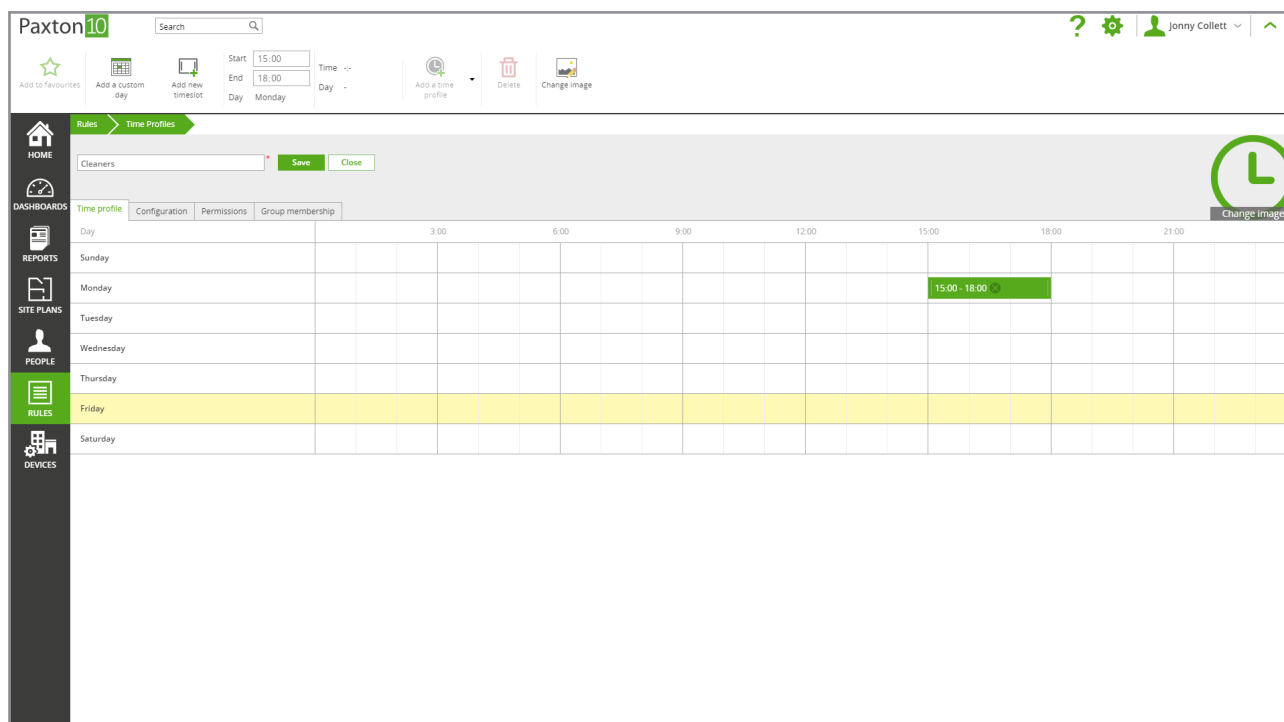 Paxton 10
Search
Jonny Collett
Add to favourites
Add a custom
day
Add new
timeslot
Start 15:00
End 18:00
Day Monday
Time -:-
Day -
Add a time
profile
Delete
Change image
HOME
DASHBOARDS
REPORTS
SITE PLANS
PEOPLE
RULES
DEVICES
Rules Time Profiles
Cleaners * Save Close
Change image
Time profile Configuration Permissions Group membership
Day 3:00 6:00 9:00 12:00 15:00 18:00 21:00
Sunday
Monday 15:00 - 18:00
Tuesday
Wednesday
Thursday
Friday
Saturday